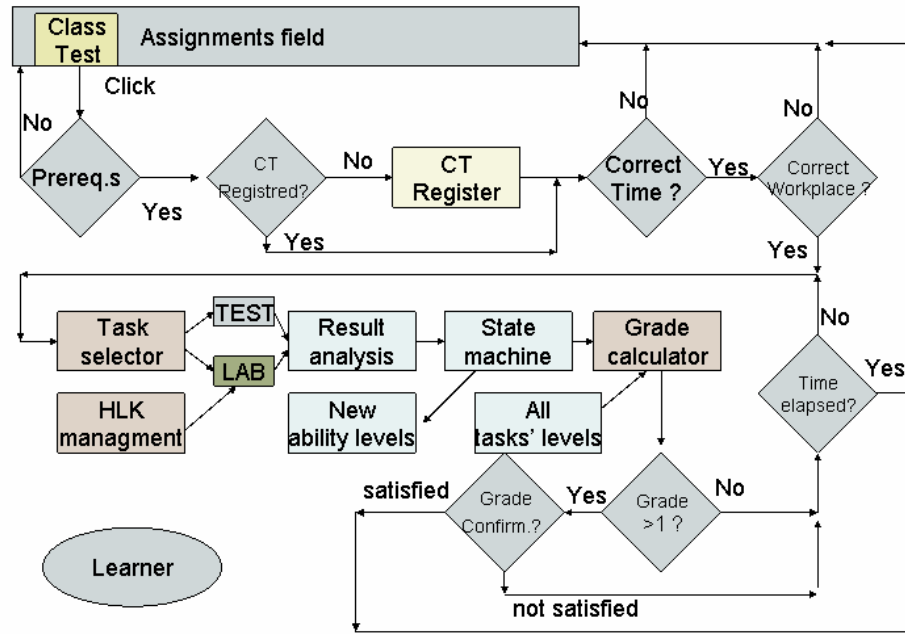 Class
Test
Assignments field
Click
No
No
No
Prereq.s
Yes
CT
Registred?
No
CT
Register
Correct
Time ?
Yes
Correct
Workplace ?
Yes
Yes
Task
selector
TEST
LAB
Result
analysis
State
machine
Grade
calculator
No
HLK
managment
New
ability levels
All
tasks' levels
Time
elapsed?
Yes
satisfied
Grade
Confirm.?
Yes
Grade
>1 ?
No
Learner
not satisfied